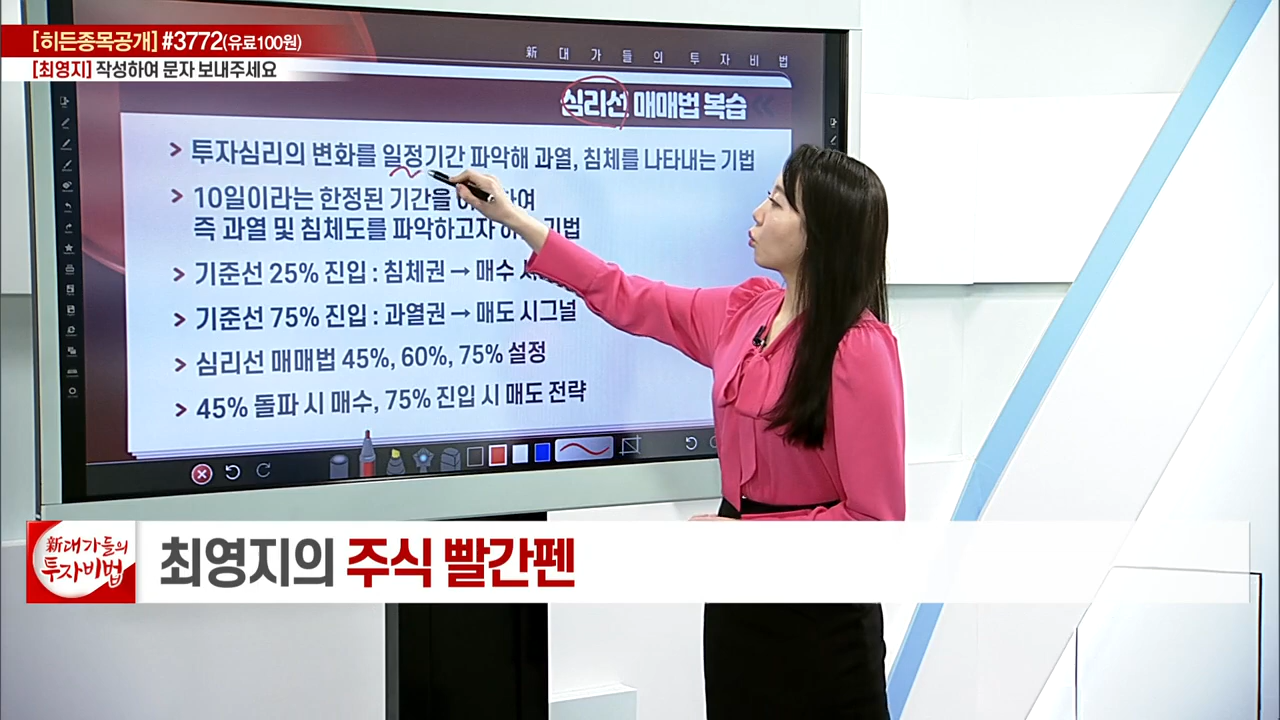 [히든종목공개] #3772(유료100원)
[최영지] 작성하여 문자 보내주세요
新 대 가 들 의 투 자 비 법
심리선 매매법 복습
> 투자심리의 변화를 일정기간 파악해 과열, 침체를 나타내는 기법
> 10일이라는 한정된 기간을
즉 과열 및 침체도를 파악하고자 기법
> 기준선 25% 진입 : 침체권 → 매수
> 기준선 75% 진입 : 과열권 → 매도 시그널
> 심리선 매매법 45%, 60%, 75% 설정
> 45% 돌파 시 매수, 75% 진입 시 매도 전략
新대가들의
투자비법
최영지의 주식 빨간펜